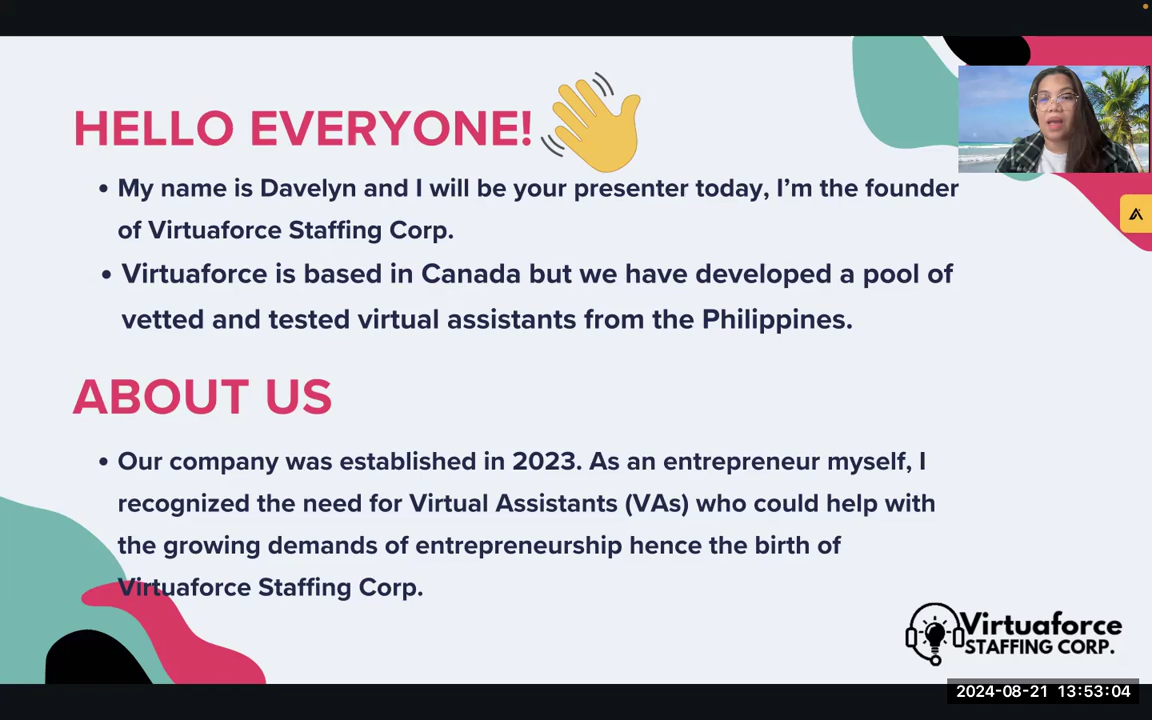 HELLO EVERYONE!
• My name is Davelyn and I will be your presenter today, I'm the founder
of Virtuaforce Staffing Corp.
• Virtuaforce is based in Canada but we have developed a pool of
vetted and tested virtual assistants from the Philippines.
ABOUT US
• Our company was established in 2023. As an entrepreneur myself, I
recognized the need for Virtual Assistants (VAs) who could help with
the growing demands of entrepreneurship hence the birth of
Virtuaforce Staffing Corp.
Virtuaforce
STAFFING CORP.
2024-08-21 13:53:04